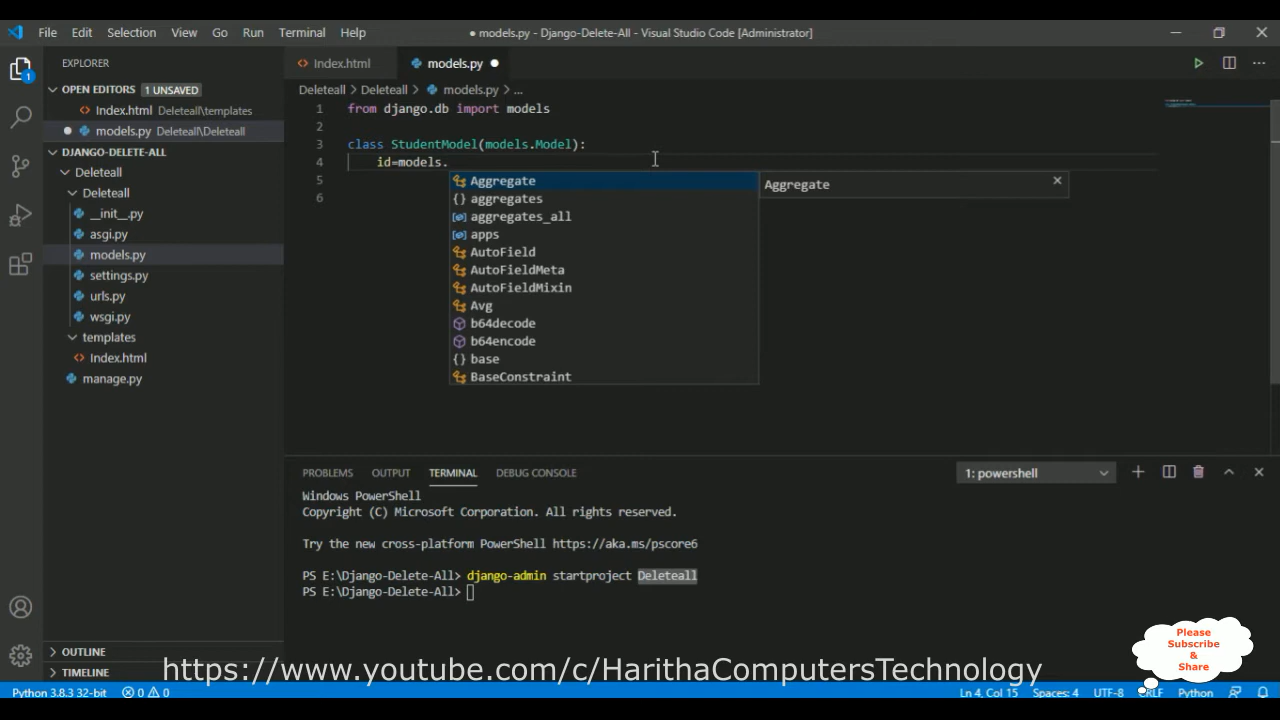 File Edit Selection View Go Run Terminal Help
● models.py - Django-Delete-All - Visual Studio Code [Administrator]
EXPLORER
OPEN EDITORS 1 UNSAVED
Index.html Deleteall\templates
models.py Deleteall\Deleteall
DJANGO-DELETE-ALL
Deleteall
Deleteall
__init__.py
asgi.py
models.py
settings.py
urls.py
wsgi.py
templates
Index.html
manage.py
OUTLINE
TIMELINE
Index.html models.py
Deleteall > Deleteall > models.py > ...
1 from django.db import models
2
3 class StudentModel(models.Model):
4 id=models.
5
6
Aggregate
aggregates
aggregates_all
apps
AutoField
AutoFieldMeta
AutoFieldMixin
Avg
b64decode
b64encode
base
BaseConstraint
Aggregate
PROBLEMS OUTPUT TERMINAL DEBUG CONSOLE
1: powershell
Windows PowerShell
Copyright (C) Microsoft Corporation. All rights reserved.
Try the new cross-platform PowerShell https://aka.ms/pscore6
PS E:\Django-Delete-All> django-admin startproject Deleteall
PS E:\Django-Delete-All>
Please
Subscribe
&
Share
https://www.youtube.com/c/HarithaComputersTechnology
Python 3.8.3 32-bit 0 0 Ln 4, Col 15 Spaces: 4 UTF-8 CRLF Python
1